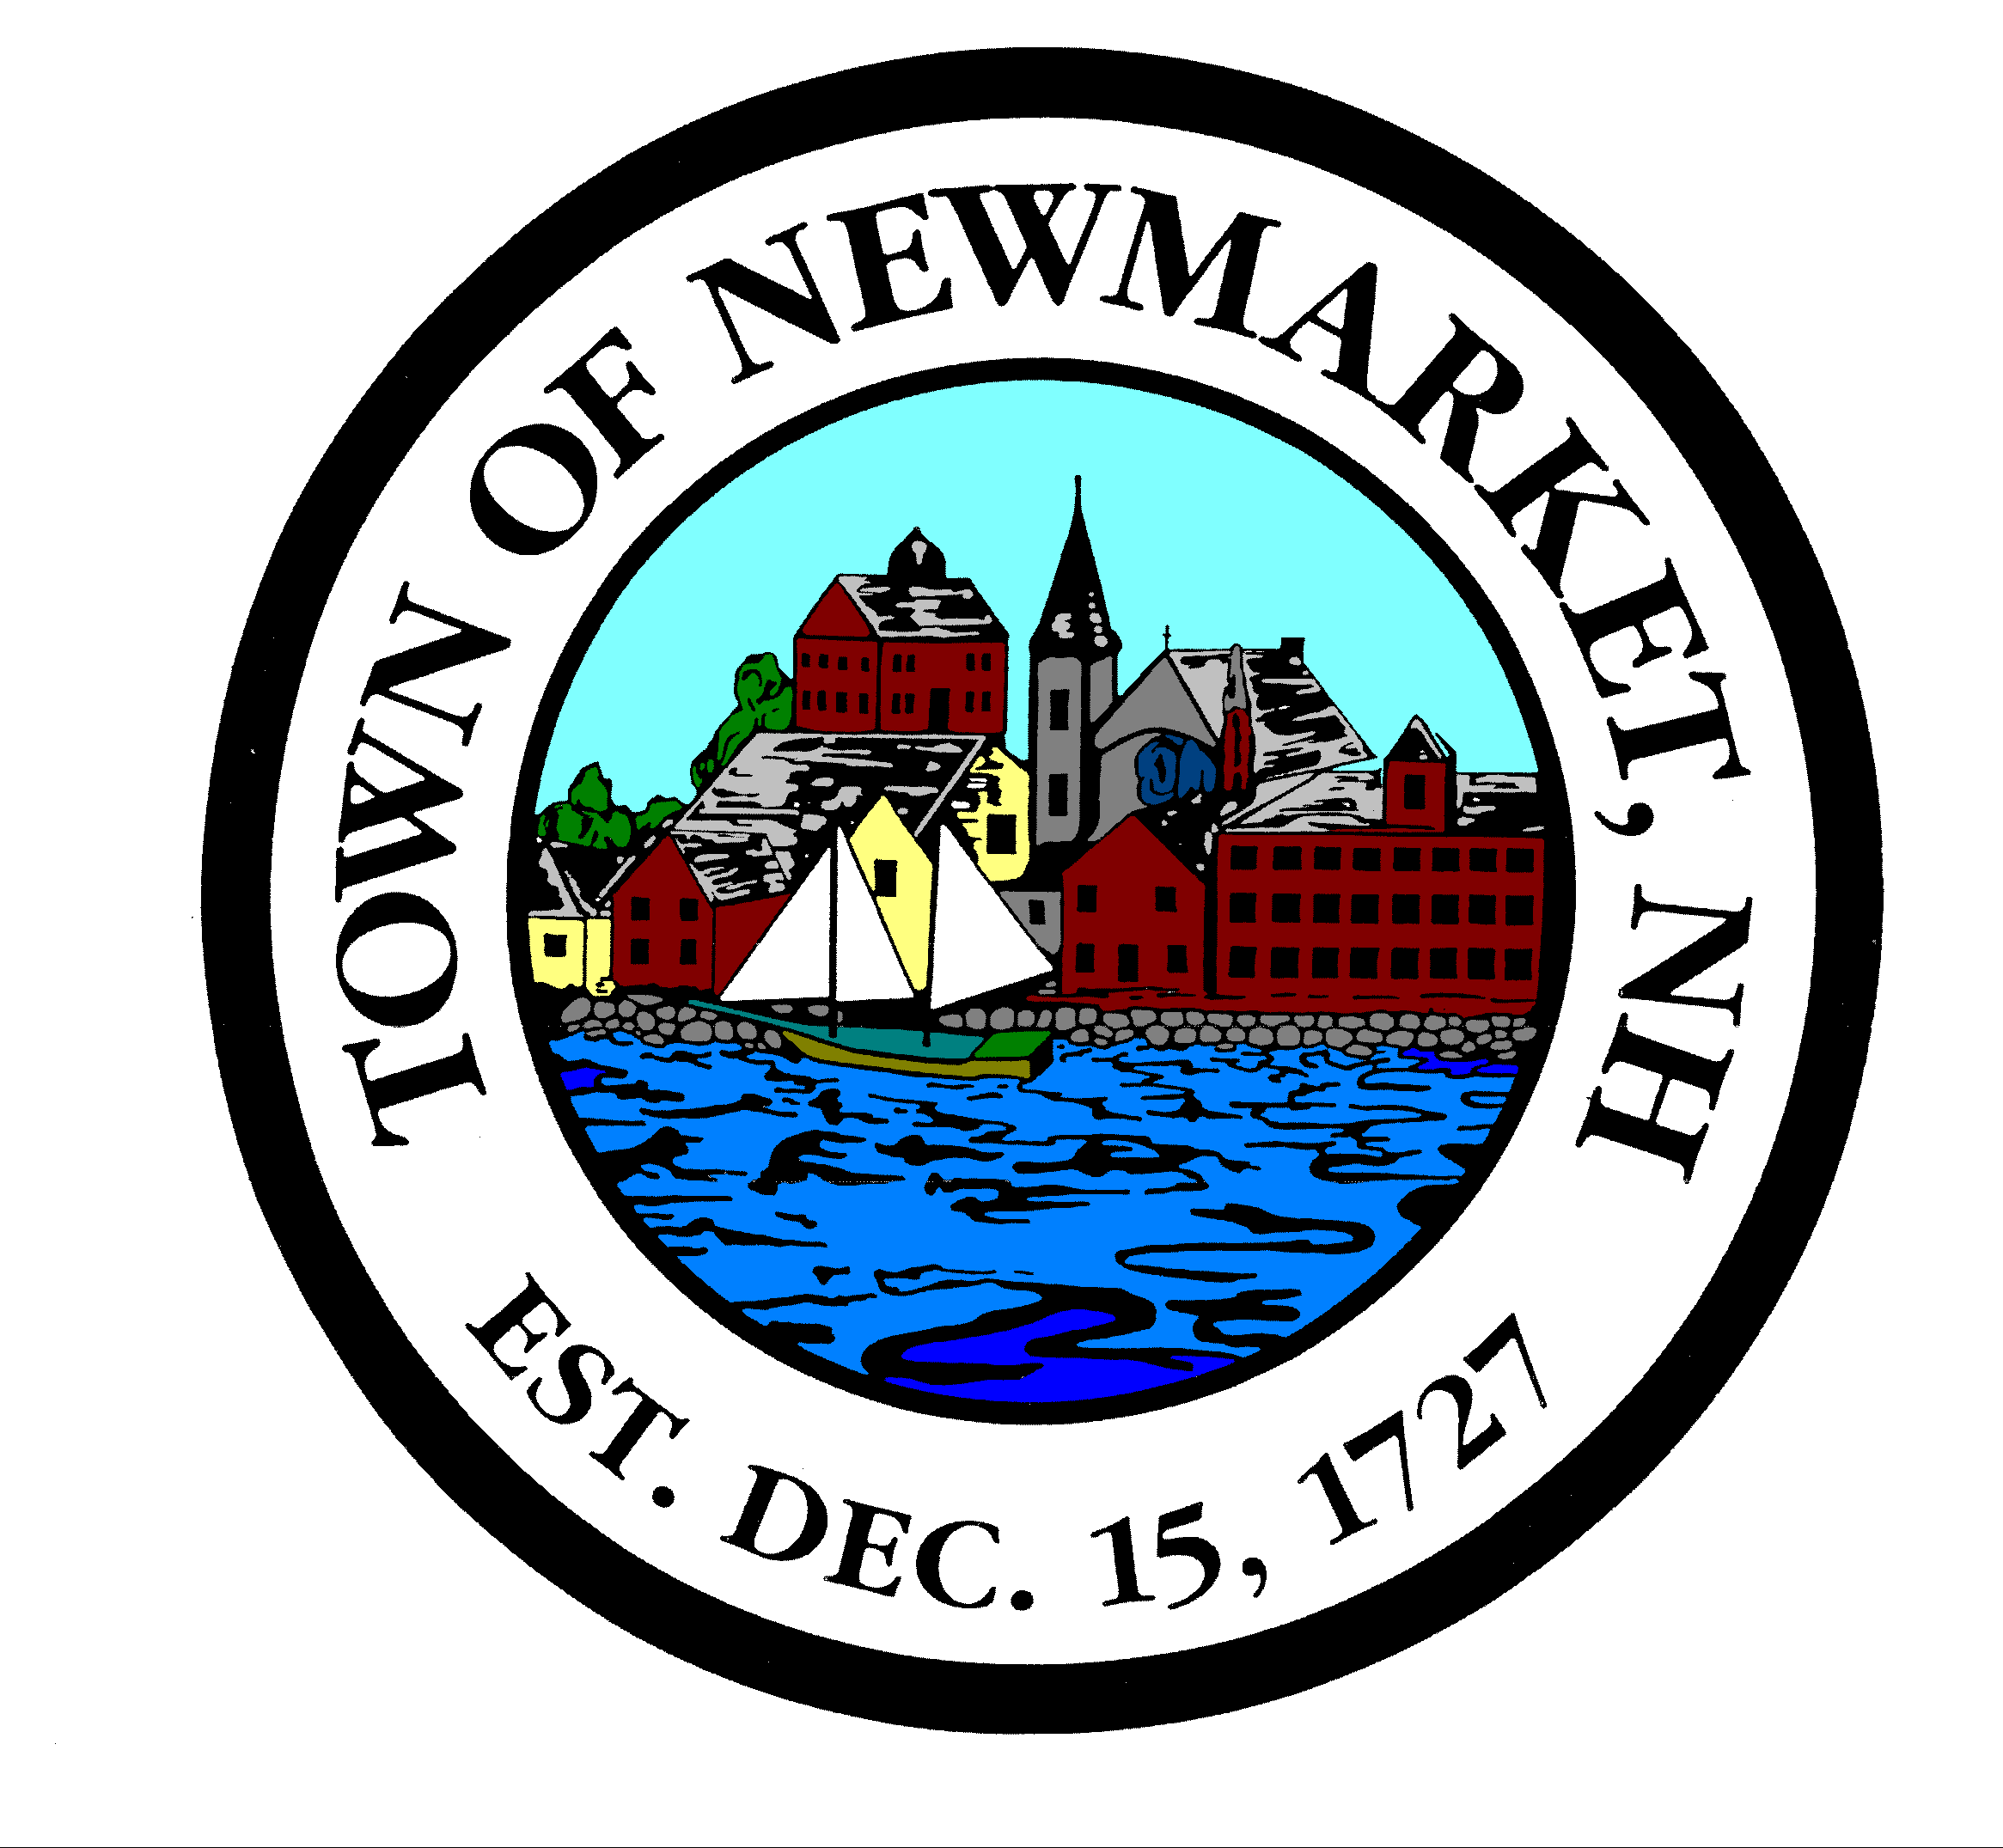 TOWN OF NEWMARKET, NH
EST. DEC. 15, 1727